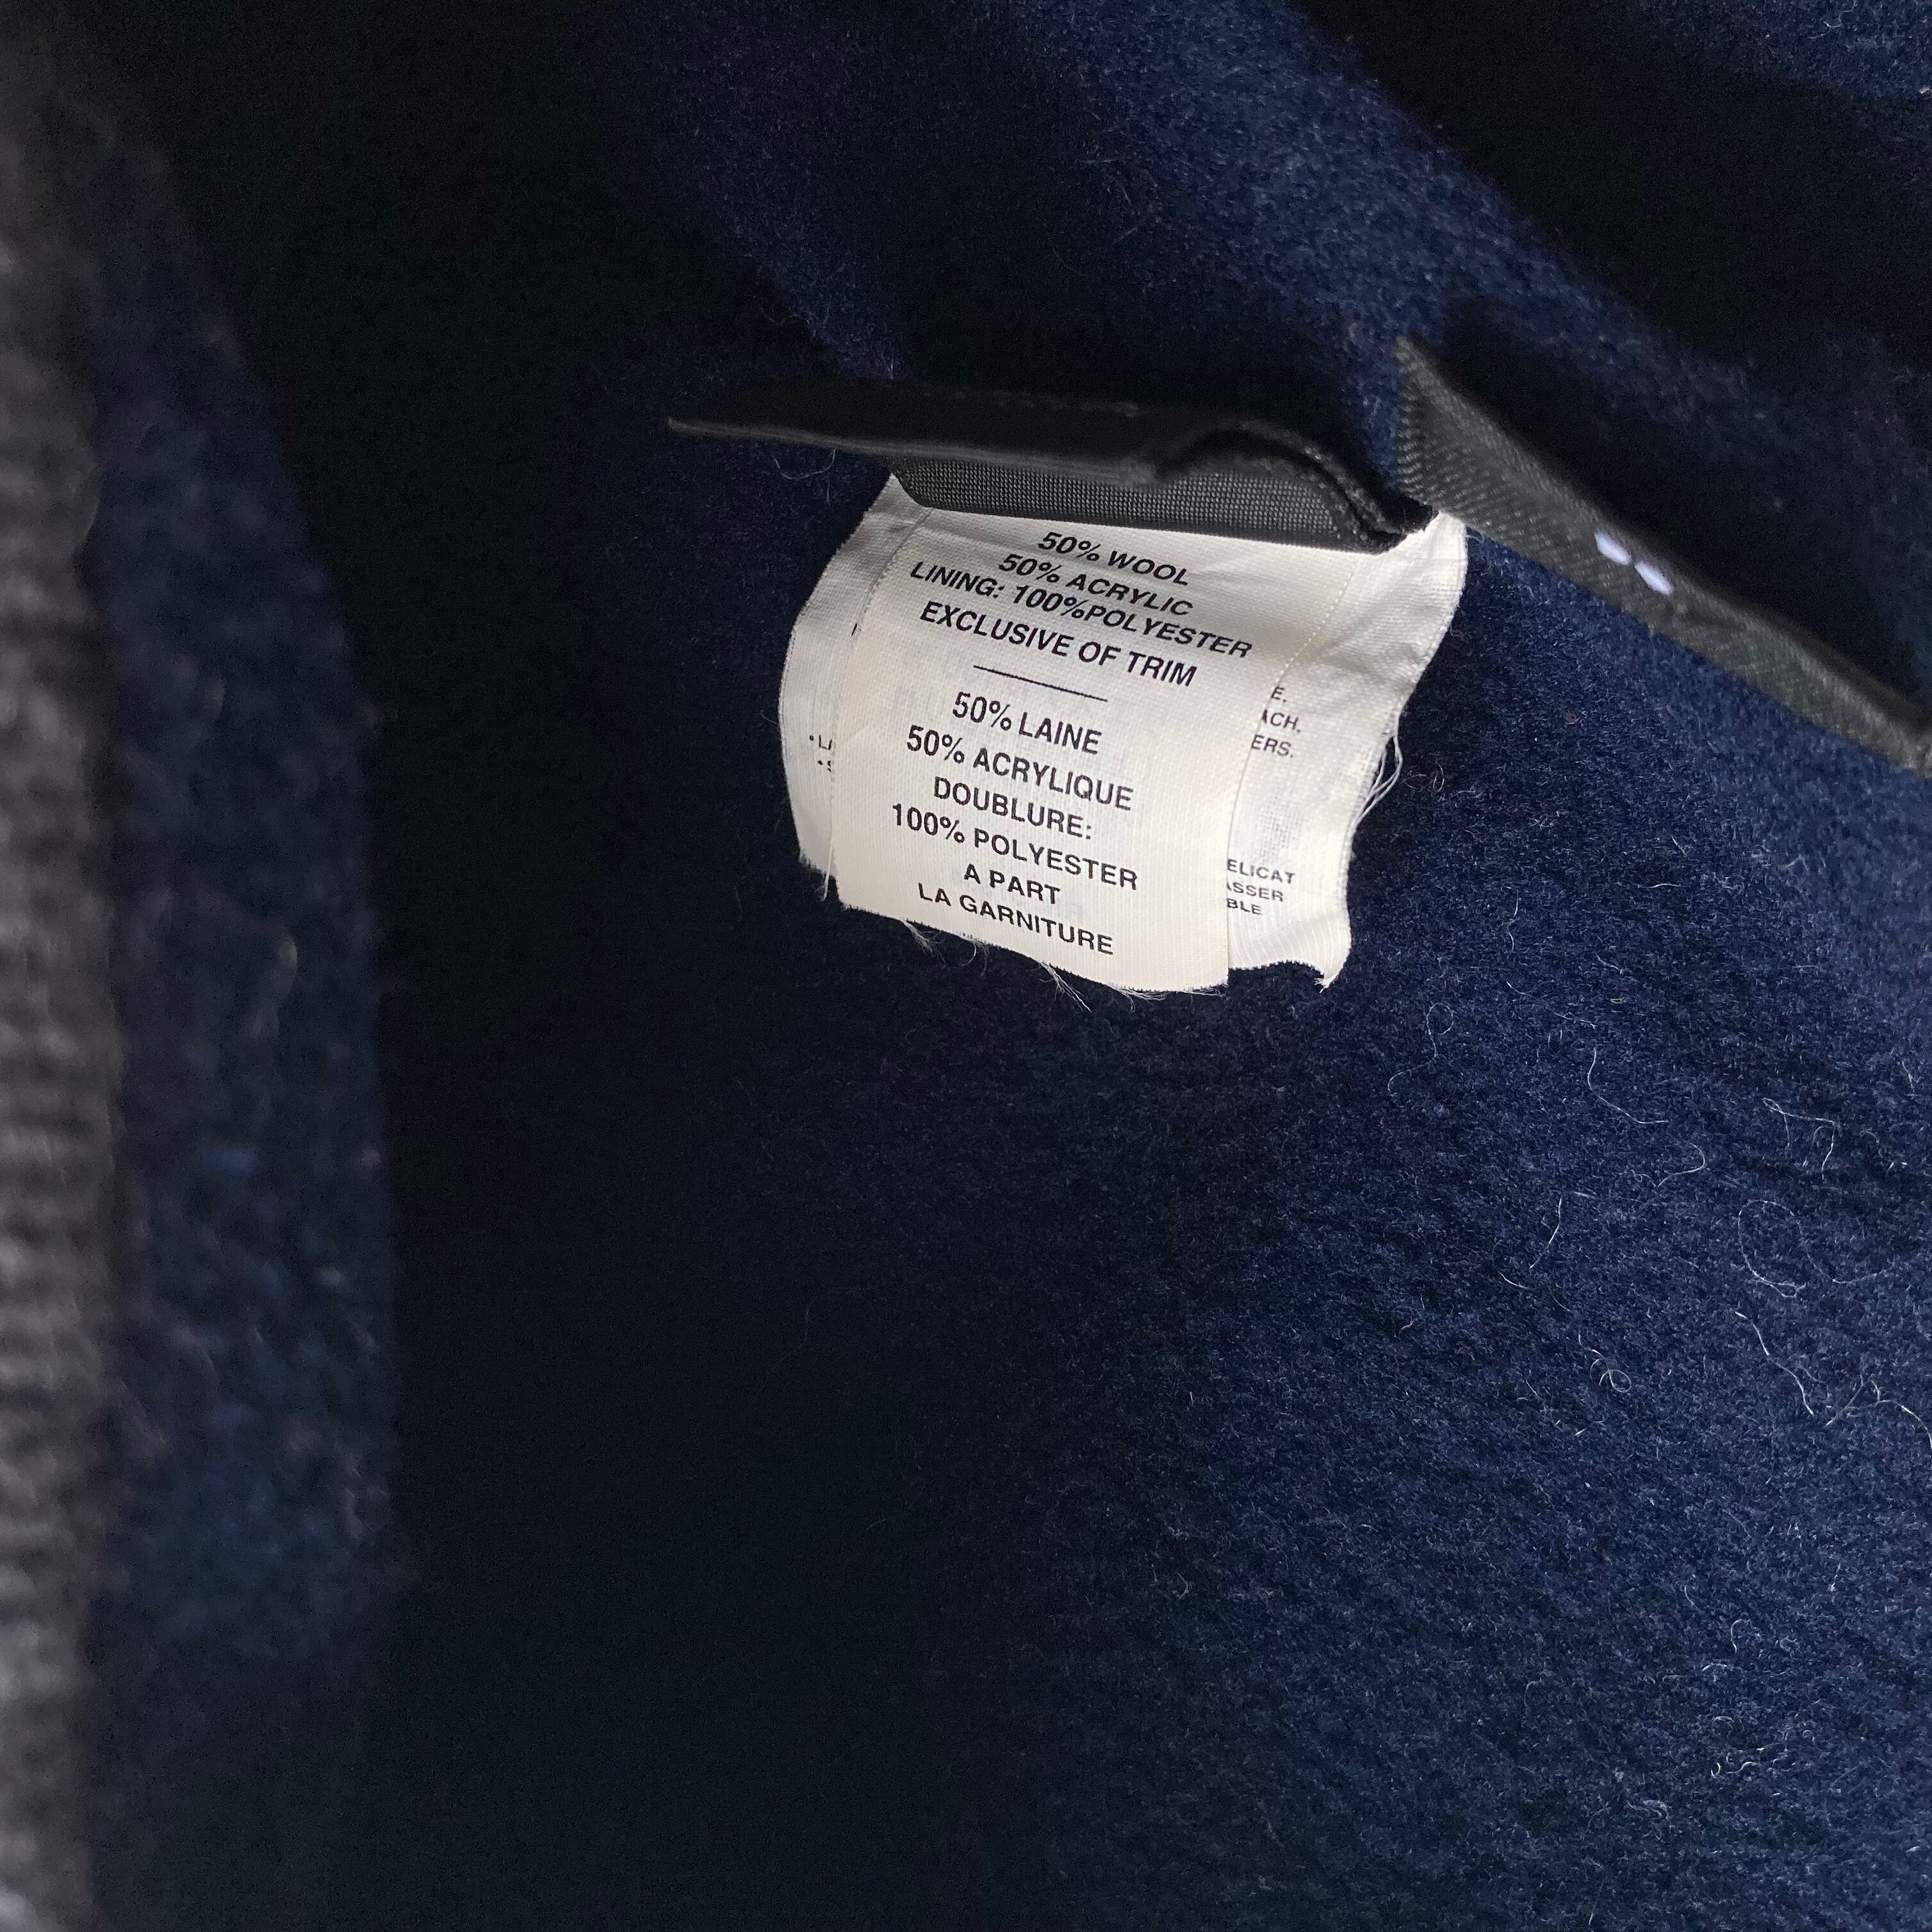 50% WOOL
50% ACRYLIC
LINING: 100%POLYESTER
EXCLUSIVE OF TRIM
50% LAINE
50% ACRYLIQUE
DOUBLURE:
100% POLYESTER
A PART
LA GARNITURE